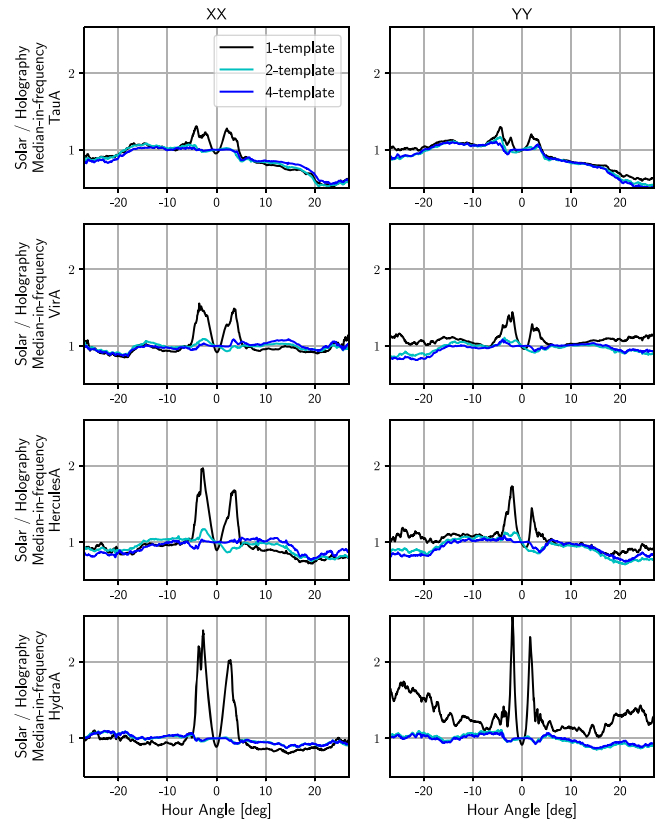 XX
YY
1-template
2-template
4-template
Solar / Holography
Median-in-frequency
TauA
2
1
-20 -10 0 10 20
2
1
-20 -10 0 10 20
Solar / Holography
Median-in-frequency
VirA
2
1
-20 -10 0 10 20
2
1
-20 -10 0 10 20
Solar / Holography
Median-in-frequency
HerculesA
2
1
-20 -10 0 10 20
2
1
-20 -10 0 10 20
Solar / Holography
Median-in-frequency
HydraA
2
1
-20 -10 0 10 20
Hour Angle [deg]
2
1
-20 -10 0 10 20
Hour Angle [deg]